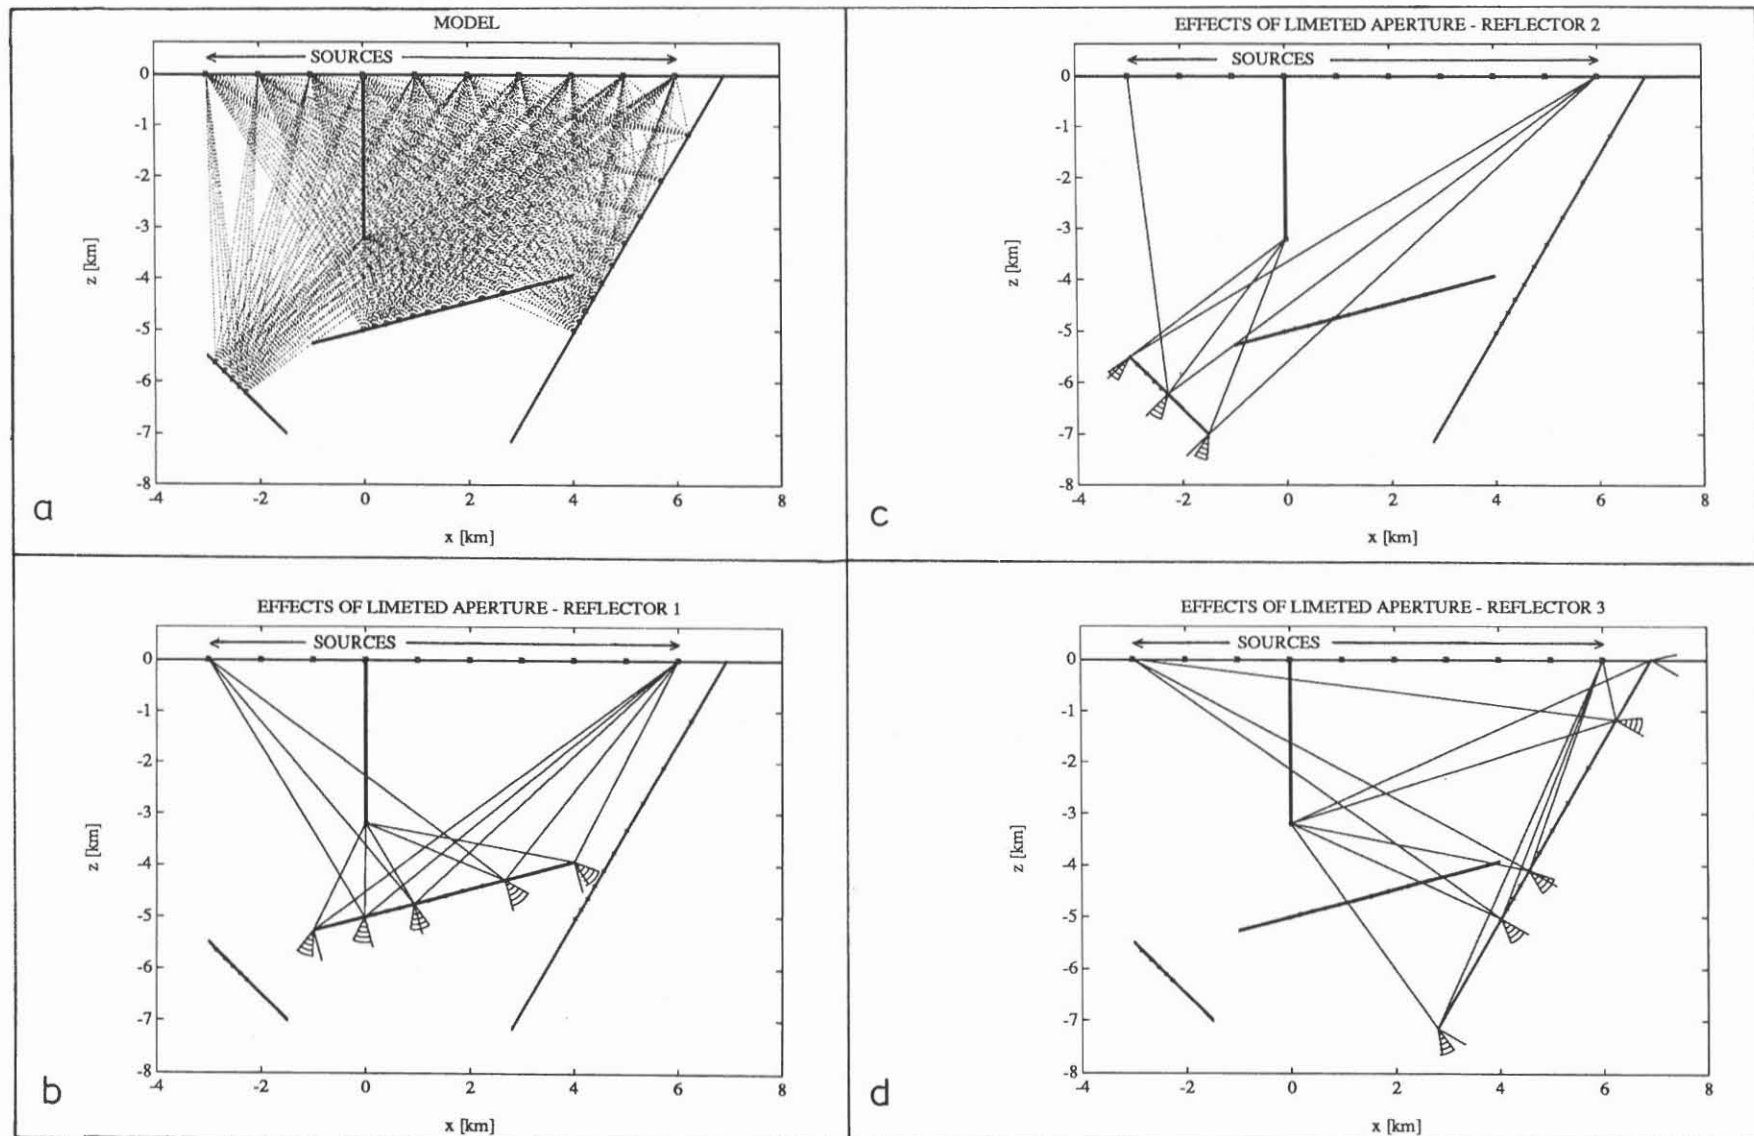 MODEL
SOURCES
0
-1
-2
-3
-4
-5
-6
-7
-8
z [km]
-4 -2 0 2 4 6 8
x [km]
a
EFFECTS OF LIMETED APERTURE - REFLECTOR 2
SOURCES
0
-1
-2
-3
-4
-5
-6
-7
-8
z [km]
-4 -2 0 2 4 6 8
x [km]
c
EFFECTS OF LIMETED APERTURE - REFLECTOR 1
SOURCES
0
-1
-2
-3
-4
-5
-6
-7
-8
z [km]
-4 -2 0 2 4 6 8
x [km]
b
EFFECTS OF LIMETED APERTURE - REFLECTOR 3
SOURCES
0
-1
-2
-3
-4
-5
-6
-7
-8
z [km]
-4 -2 0 2 4 6 8
x [km]
d